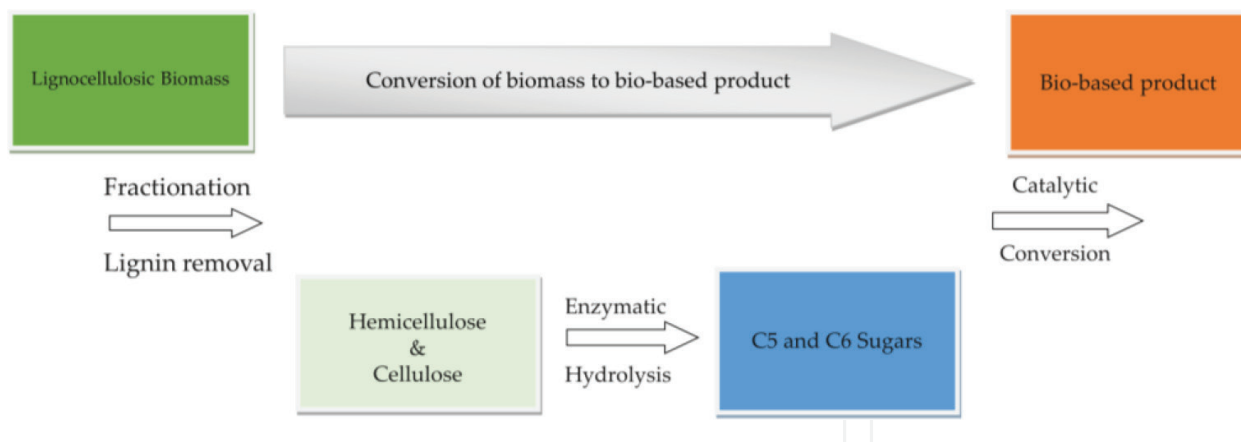 Lignocellulosic Biomass
Conversion of biomass to bio-based product
Bio-based product
Fractionation
Lignin removal
Hemicellulose
&
Cellulose
Enzymatic
Hydrolysis
C5 and C6 Sugars
Catalytic
Conversion